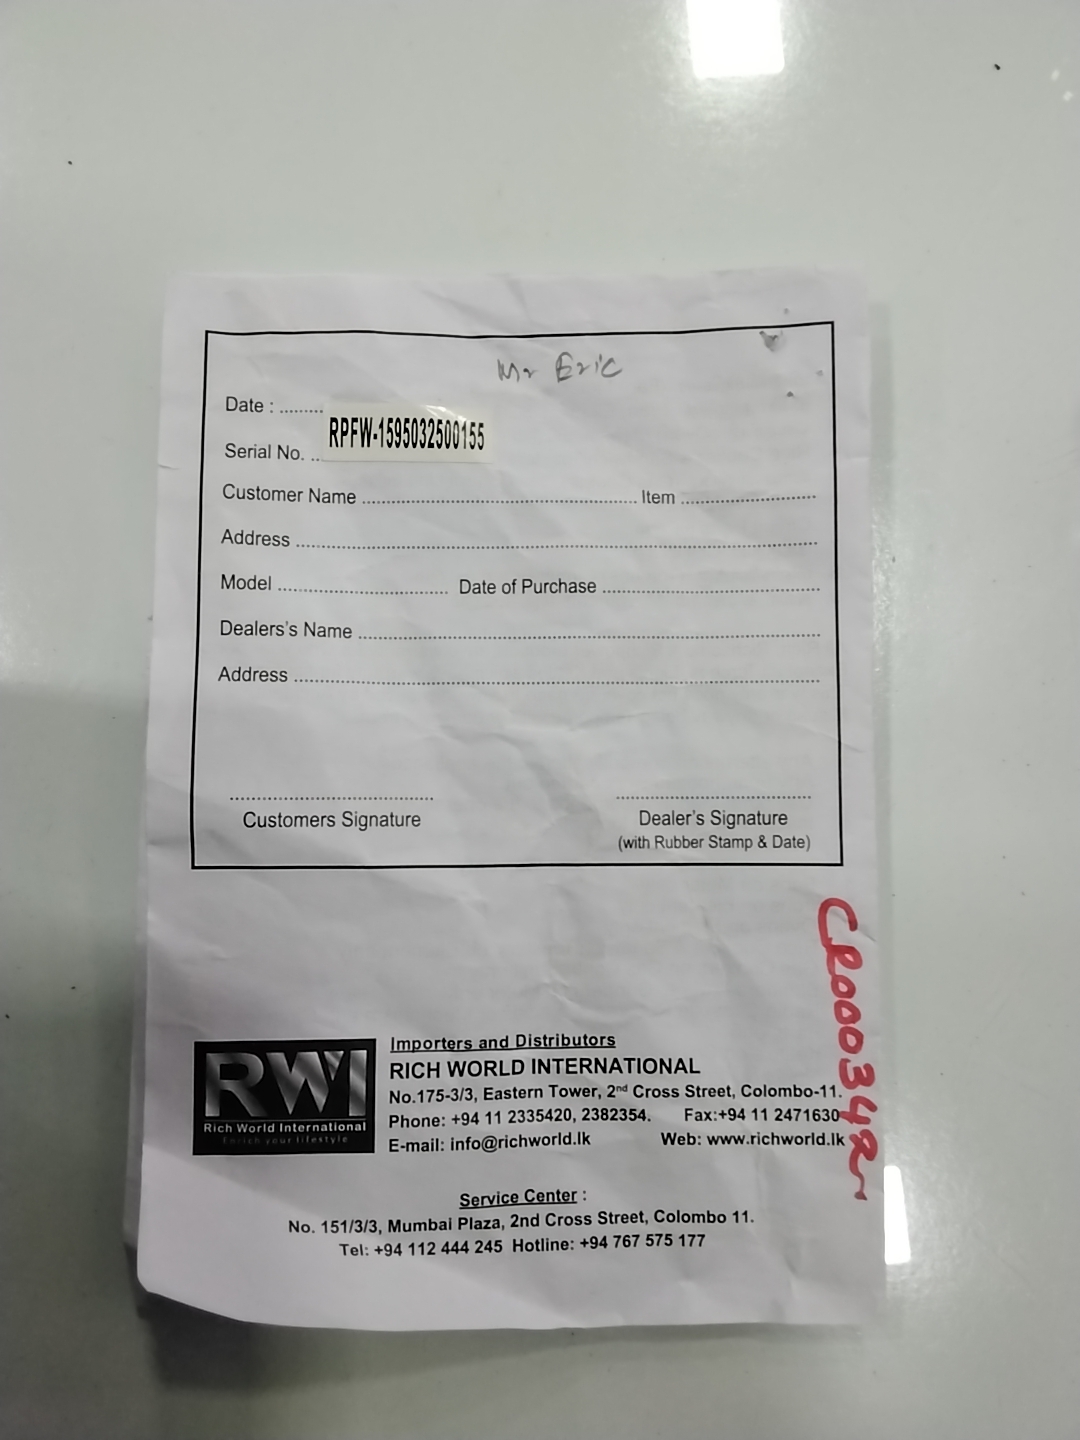 Mr Eric
Date : .........
RPFW-1595032500155
Serial No. ..
Customer Name ............................................................ Item ..............................
Address ..............................................................................................................
Model ..................................... Date of Purchase ................................................
Dealers's Name ..................................................................................................
Address ..............................................................................................................
Customers Signature
Dealer's Signature
(with Rubber Stamp & Date)
CR000342
RWI
Rich World International
Enrich your lifestyle
Importers and Distributors
RICH WORLD INTERNATIONAL
No.175-3/3, Eastern Tower, 2nd Cross Street, Colombo-11.
Phone: +94 11 2335420, 2382354. Fax:+94 11 2471630
E-mail: info@richworld.lk Web: www.richworld.lk
Service Center :
No. 151/3/3, Mumbai Plaza, 2nd Cross Street, Colombo 11.
Tel: +94 112 444 245 Hotline: +94 767 575 177